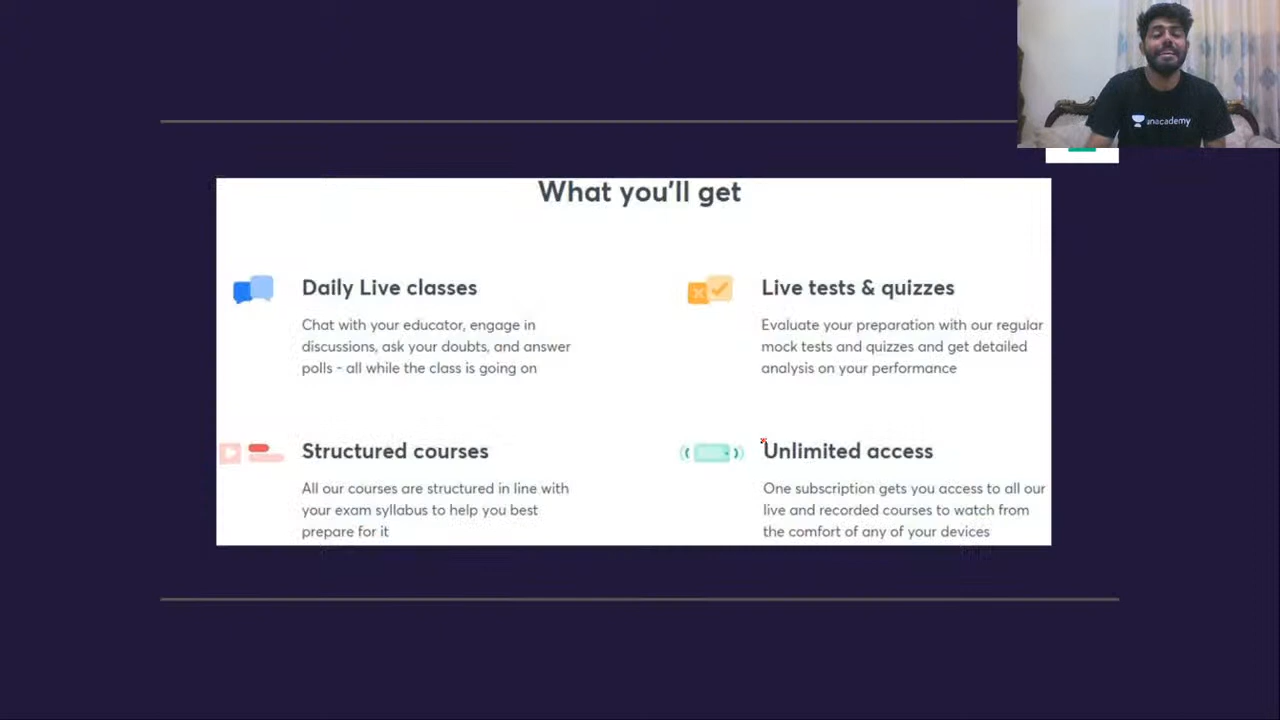 unacademy
What you'll get
Daily Live classes
Chat with your educator, engage in
discussions, ask your doubts, and answer
polls - all while the class is going on
Live tests & quizzes
Evaluate your preparation with our regular
mock tests and quizzes and get detailed
analysis on your performance
Structured courses
All our courses are structured in line with
your exam syllabus to help you best
prepare for it
Unlimited access
One subscription gets you access to all our
live and recorded courses to watch from
the comfort of any of your devices